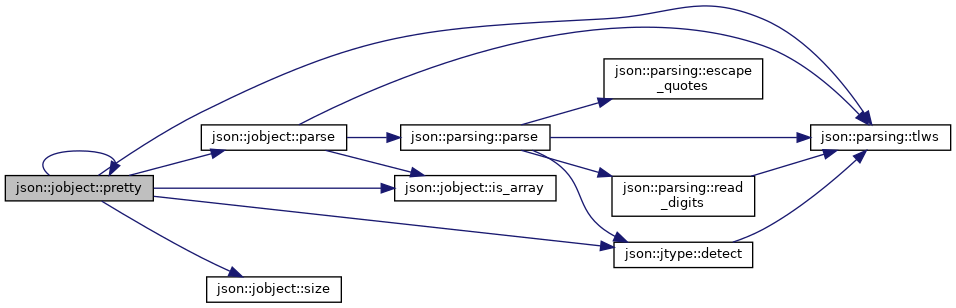 json::jobject::pretty
json::jobject::parse
json::jobject::is_array
json::jobject::size
json::parsing::parse
json::parsing::escape
_quotes
json::parsing::read
_digits
json::jtype::detect
json::parsing::tlws